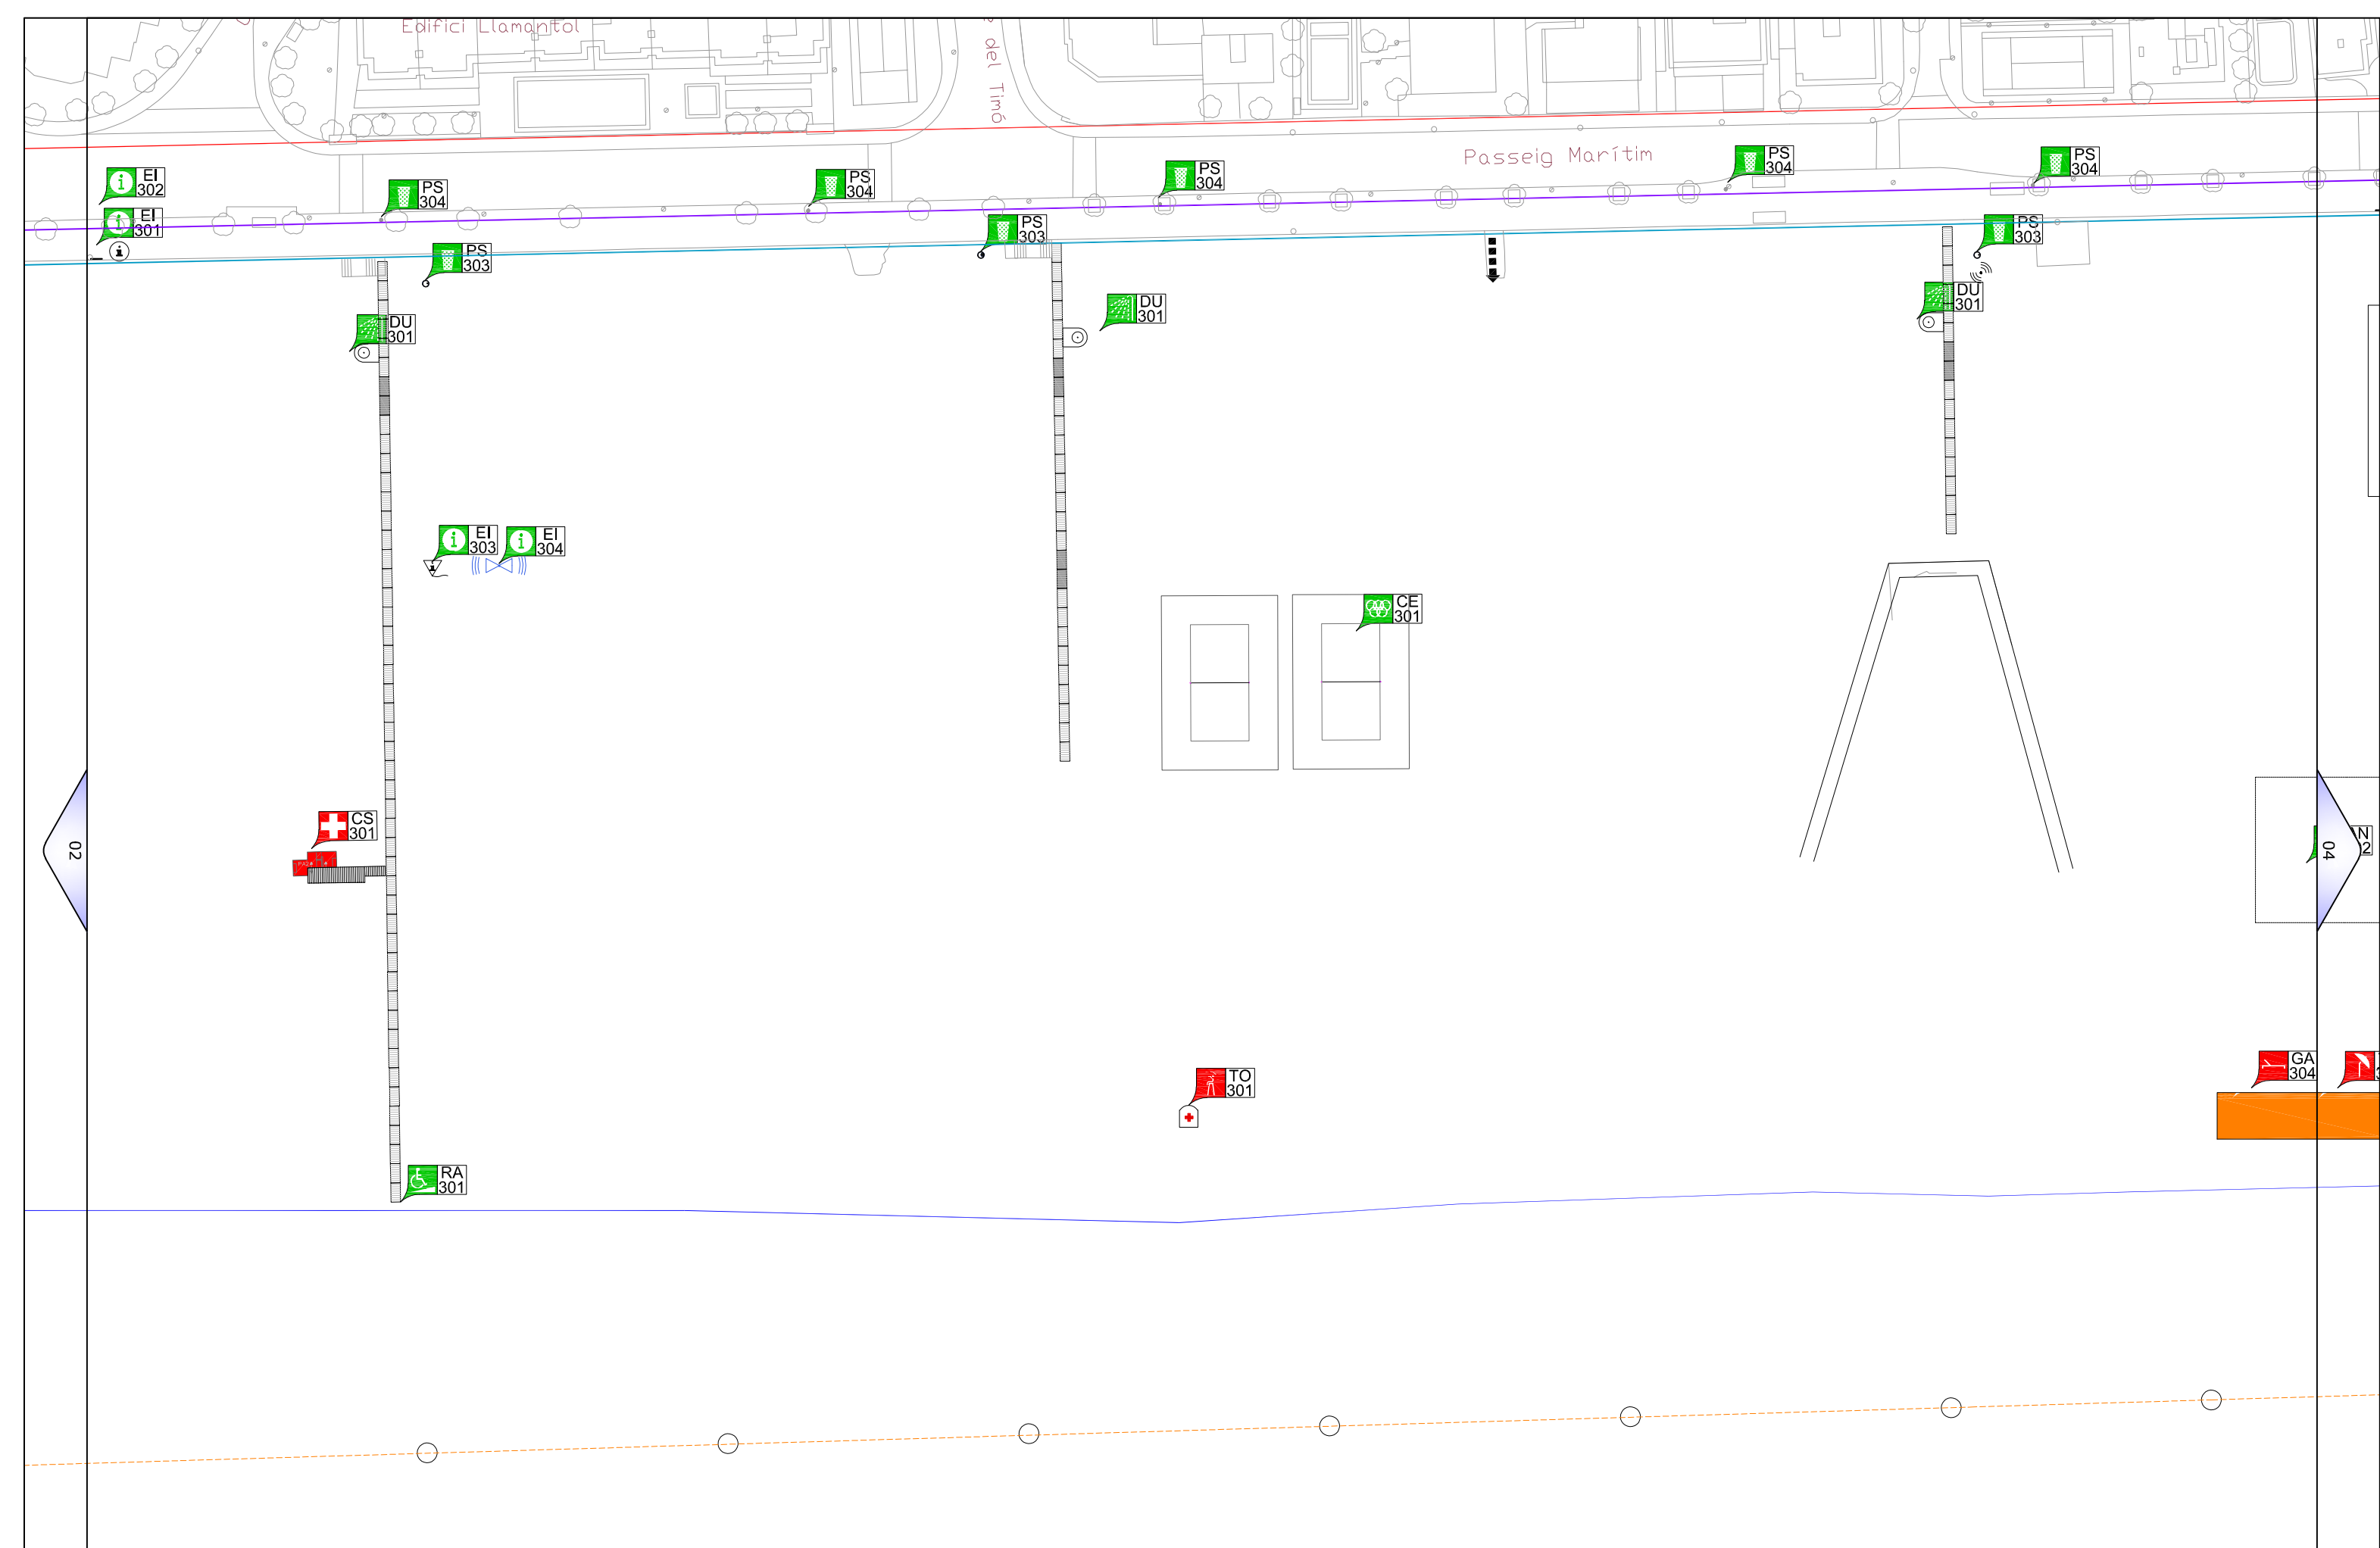 Edifici Llamantol
del Timó
Passeig Marítim
EI
302
EI
301
PS
304
PS
304
PS
304
PS
304
PS
304
PS
303
PS
303
PS
303
DU
301
DU
301
DU
301
EI
303
EI
304
CE
301
CS
301
02
04
TO
301
GA
304
RA
301